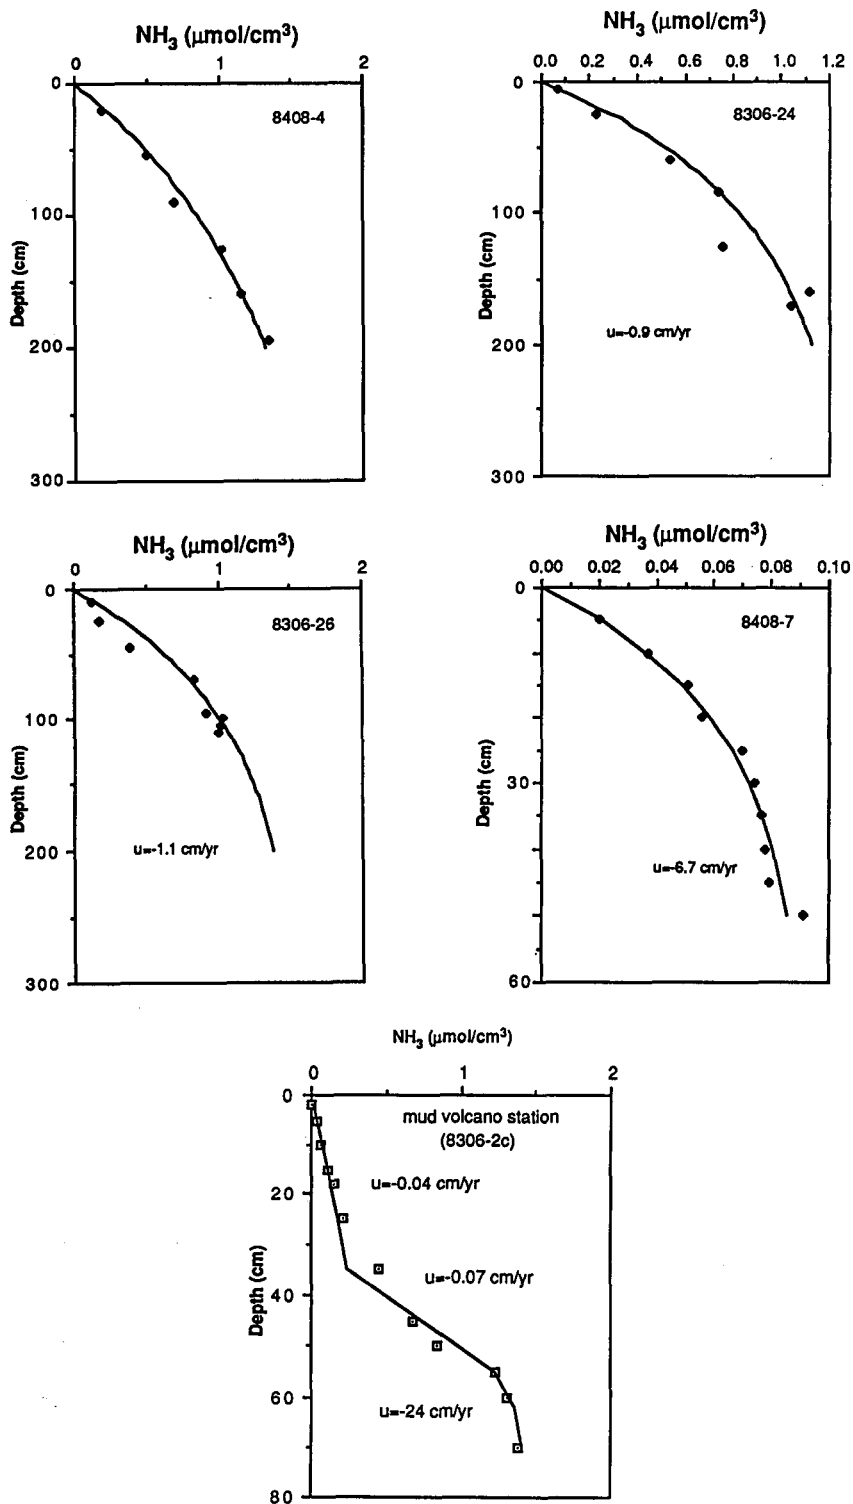 NH3 (µmol/cm3)
0 1 2
8408-4
0
100
200
300
Depth (cm)
NH3 (µmol/cm3)
0.0 0.2 0.4 0.6 0.8 1.0 1.2
8306-24
0
100
200
300
Depth (cm)
u=-0.9 cm/yr
NH3 (µmol/cm3)
0 1 2
8306-26
0
100
200
300
Depth (cm)
u=-1.1 cm/yr
NH3 (µmol/cm3)
0.00 0.02 0.04 0.06 0.08 0.10
8408-7
0
30
60
Depth (cm)
u=-6.7 cm/yr
NH3 (µmol/cm3)
0 1 2
mud volcano station
(8306-2c)
0
20
40
60
80
Depth (cm)
u=-0.04 cm/yr
u=-0.07 cm/yr
u=-24 cm/yr